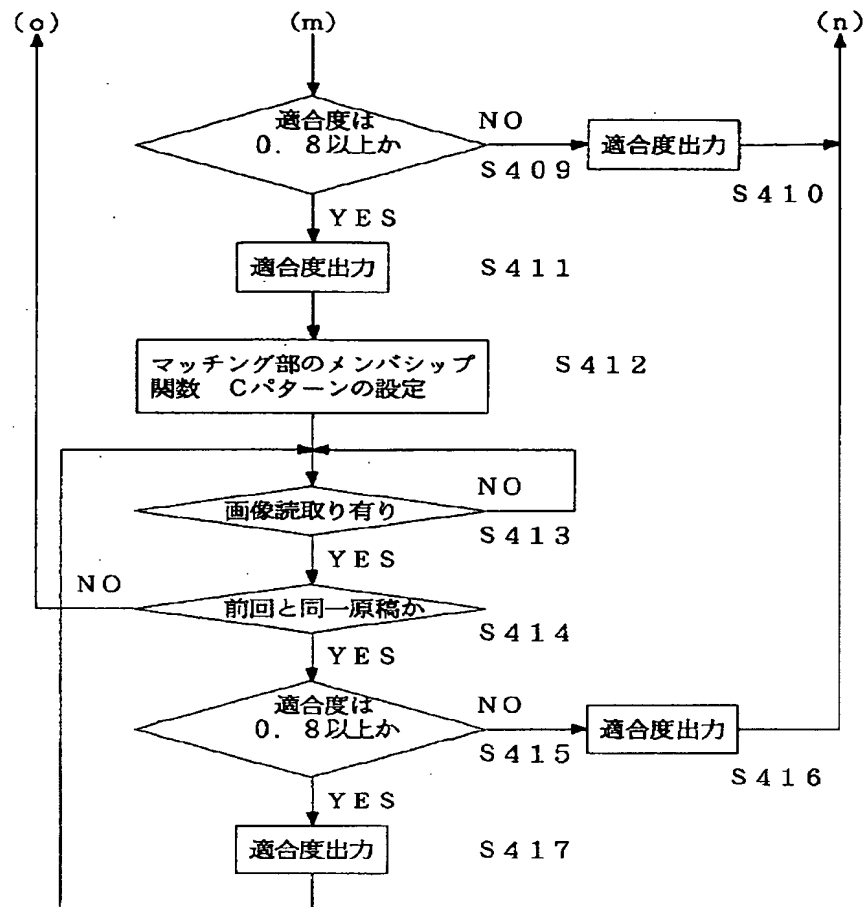 (o)
(m)
(n)
適合度は
0．8以上か
NO
S409
適合度出力
S410
YES
適合度出力
S411
マッチング部のメンバシップ
関数　Cパターンの設定
S412
画像読取り有り
NO
S413
YES
NO
前回と同一原稿か
S414
YES
適合度は
0．8以上か
NO
S415
適合度出力
S416
YES
適合度出力
S417